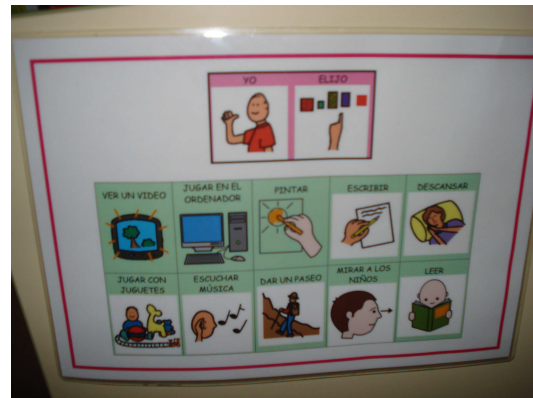 YO
ELIJO
VER UN VIDEO
JUGAR EN EL
ORDENADOR
PINTAR
ESCRIBIR
DESCANSAR
JUGAR CON
JUGUETES
ESCUCHAR
MÚSICA
DAR UN PASEO
MIRAR A LOS
NIÑOS
LEER